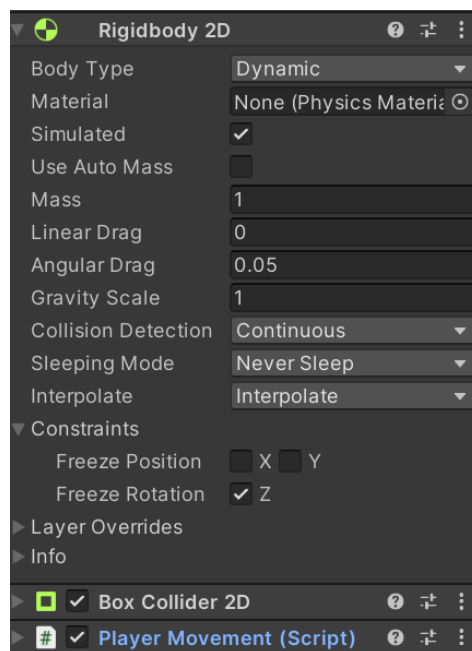 Rigidbody 2D
Body Type Dynamic
Material None (Physics Materia
Simulated
Use Auto Mass
Mass 1
Linear Drag 0
Angular Drag 0.05
Gravity Scale 1
Collision Detection Continuous
Sleeping Mode Never Sleep
Interpolate Interpolate
Constraints
Freeze Position X Y
Freeze Rotation Z
Layer Overrides
Info
Box Collider 2D
# Player Movement (Script)